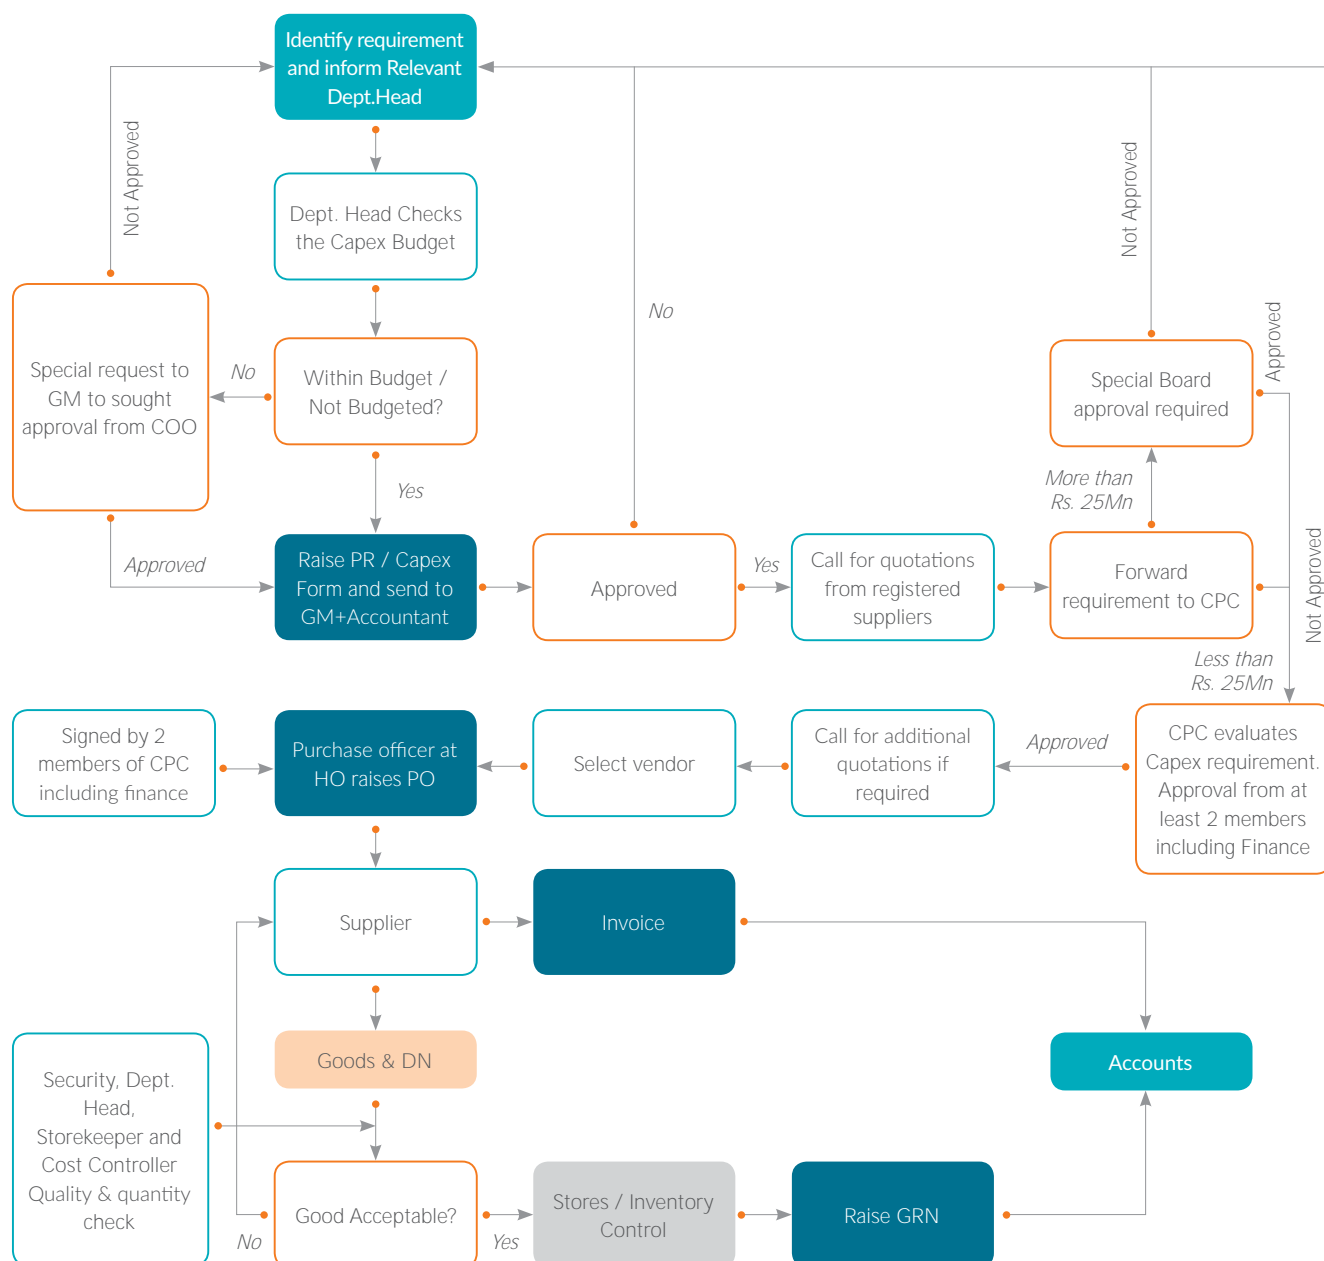 Identify requirement
and inform Relevant
Dept.Head
Not Approved
Dept. Head Checks
the Capex Budget
No
Not Approved
Approved
Special request to
GM to sought
approval from COO
No
Within Budget /
Not Budgeted?
Special Board
approval required
Yes
More than
Rs. 25Mn
Approved
Raise PR / Capex
Form and send to
GM+Accountant
Approved
Yes
Call for quotations
from registered
suppliers
Forward
requirement to CPC
Not Approved
Less than
Rs. 25Mn
Signed by 2
members of CPC
including finance
Purchase officer at
HO raises PO
Select vendor
Call for additional
quotations if
required
Approved
CPC evaluates
Capex requirement.
Approval from at
least 2 members
including Finance
Supplier
Invoice
Goods & DN
Accounts
Security, Dept.
Head,
Storekeeper and
Cost Controller
Quality & quantity
check
No
Good Acceptable?
Yes
Stores / Inventory
Control
Raise GRN